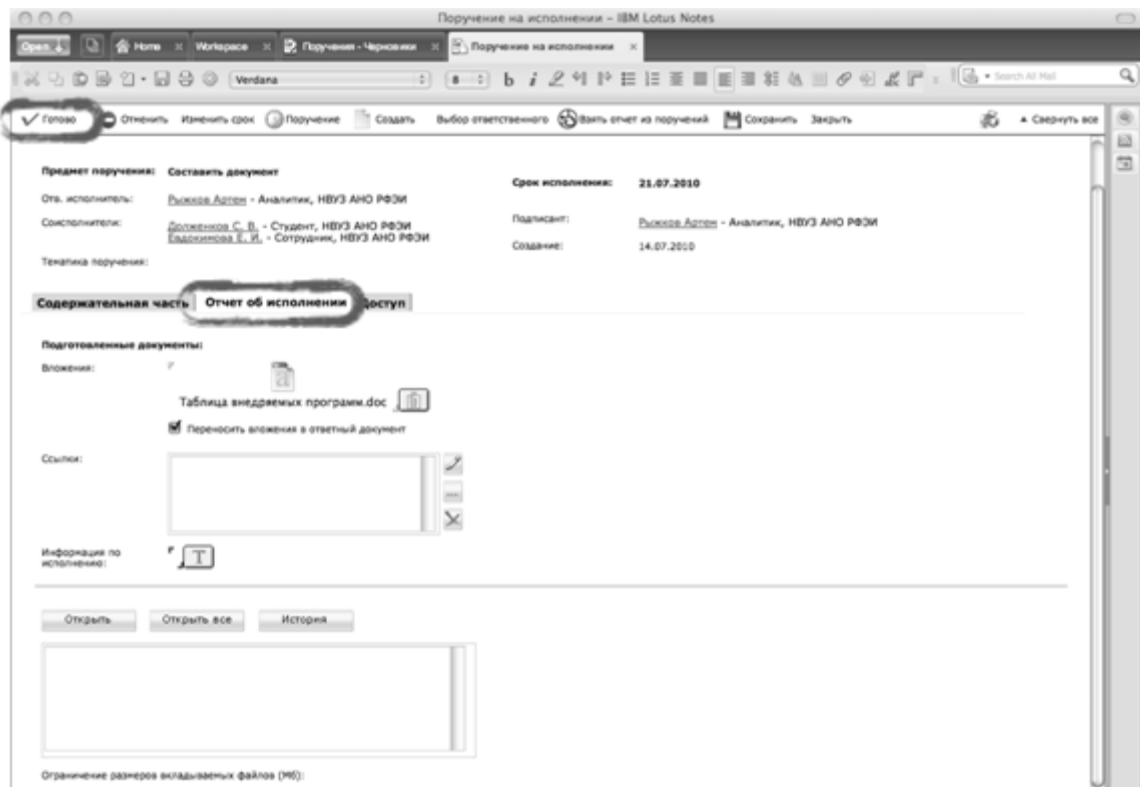 Поручение на исполнении – IBM Lotus Notes
Open Home Workspace Поручения - Черновики Поручение на исполнении
Verdana 8 b i Search All Mail
Готово Отменить Изменить срок Поручение Создать Выбор ответственного Взять отчет из поручений Сохранить Закрыть Свернуть все
Предмет поручения: Составить документ
Срок исполнения: 21.07.2010
Отв. исполнитель: Рыжков Артем - Аналитик, НВУЗ АНО РФЭИ
Подписант: Рыжков Артем - Аналитик, НВУЗ АНО РФЭИ
Соисполнители: Долженков С. В. - Студент, НВУЗ АНО РФЭИ
Евдокимова Е. И. - Сотрудник, НВУЗ АНО РФЭИ
Создание: 14.07.2010
Тематика поручения:
Содержательная часть Отчет об исполнении Доступ
Подготовленные документы:
Вложения:
Таблица внедряемых программ.doc
Переносить вложения в ответный документ
Ссылки:
Информация по
исполнению:
T
Открыть Открыть все История
Ограничение размеров вкладываемых файлов (Мб):